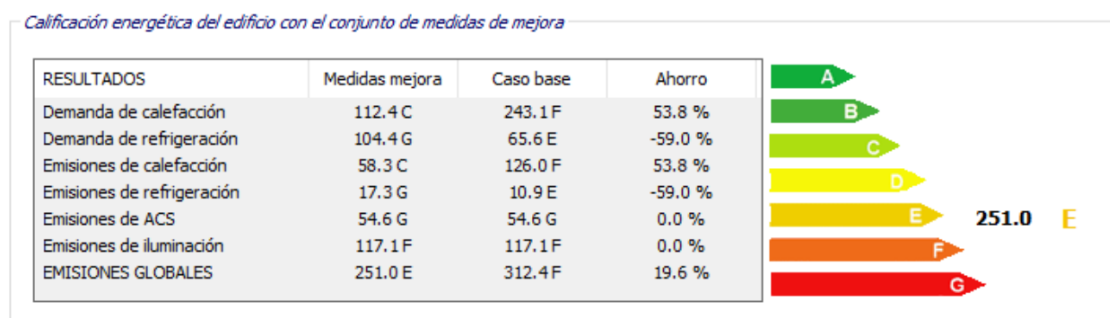 Calificación energética del edificio con el conjunto de medidas de mejora
RESULTADOS Medidas mejora Caso base Ahorro
Demanda de calefacción 112.4 C 243.1 F 53.8 %
Demanda de refrigeración 104.4 G 65.6 E -59.0 %
Emisiones de calefacción 58.3 C 126.0 F 53.8 %
Emisiones de refrigeración 17.3 G 10.9 E -59.0 %
Emisiones de ACS 54.6 G 54.6 G 0.0 %
Emisiones de iluminación 117.1 F 117.1 F 0.0 %
EMISIONES GLOBALES 251.0 E 312.4 F 19.6 %
A
B
C
D
E 251.0 E
F
G